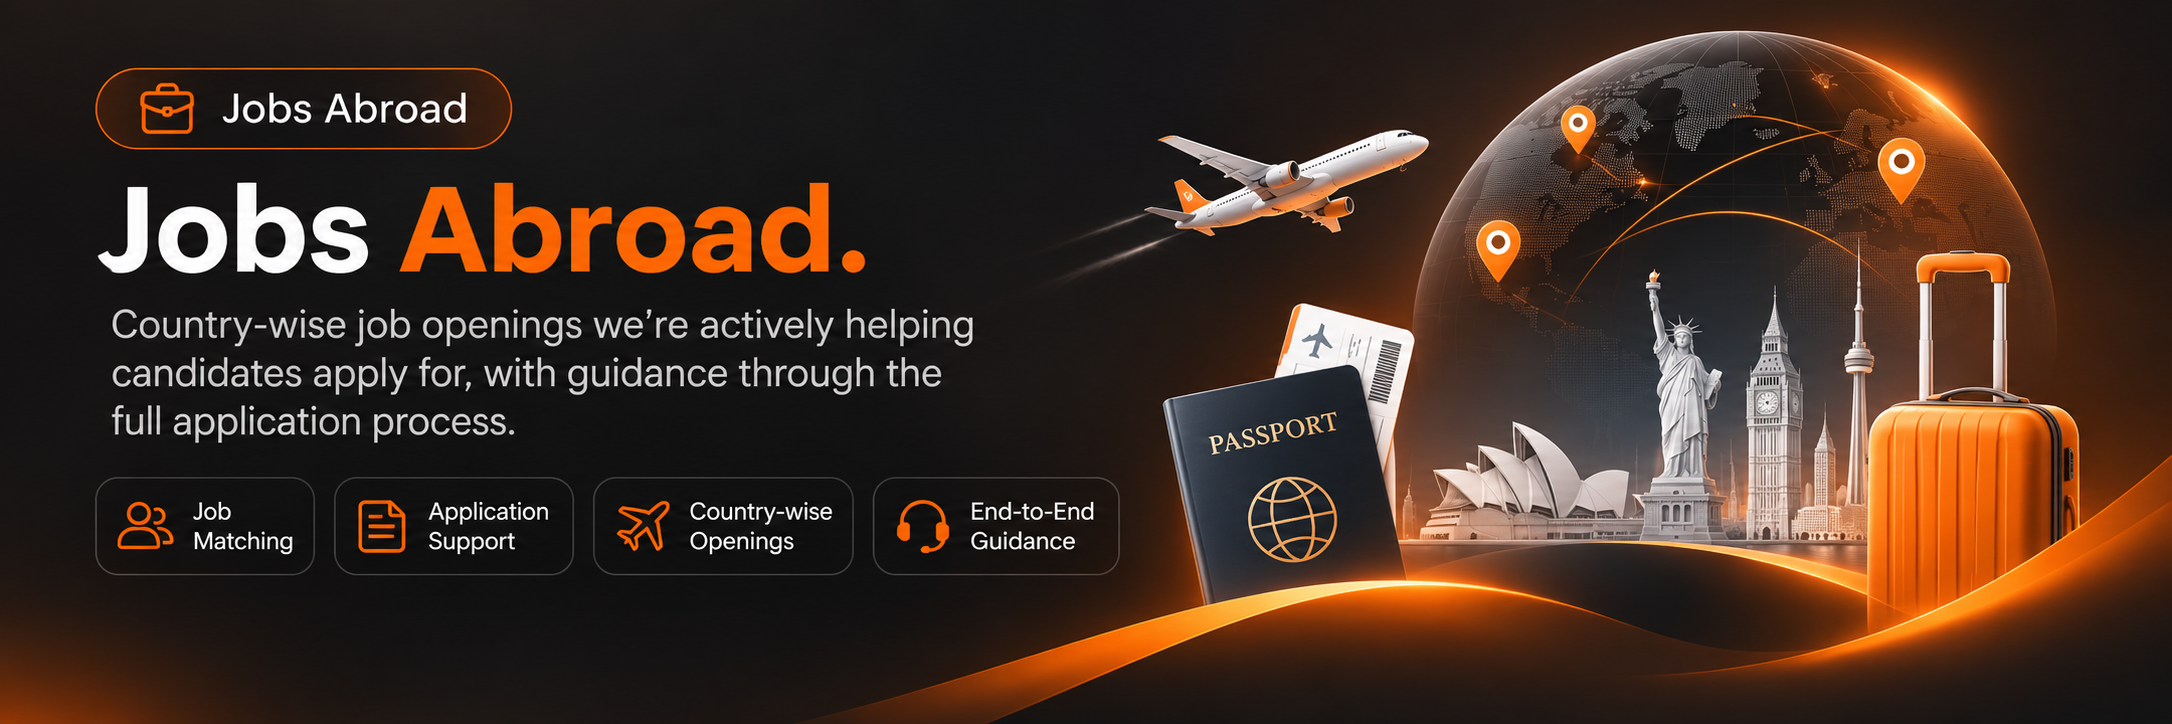 Jobs Abroad
Jobs Abroad.
Country-wise job openings we’re actively helping
candidates apply for, with guidance through the
full application process.
Job
Matching
Application
Support
Country-wise
Openings
End-to-End
Guidance
PASSPORT